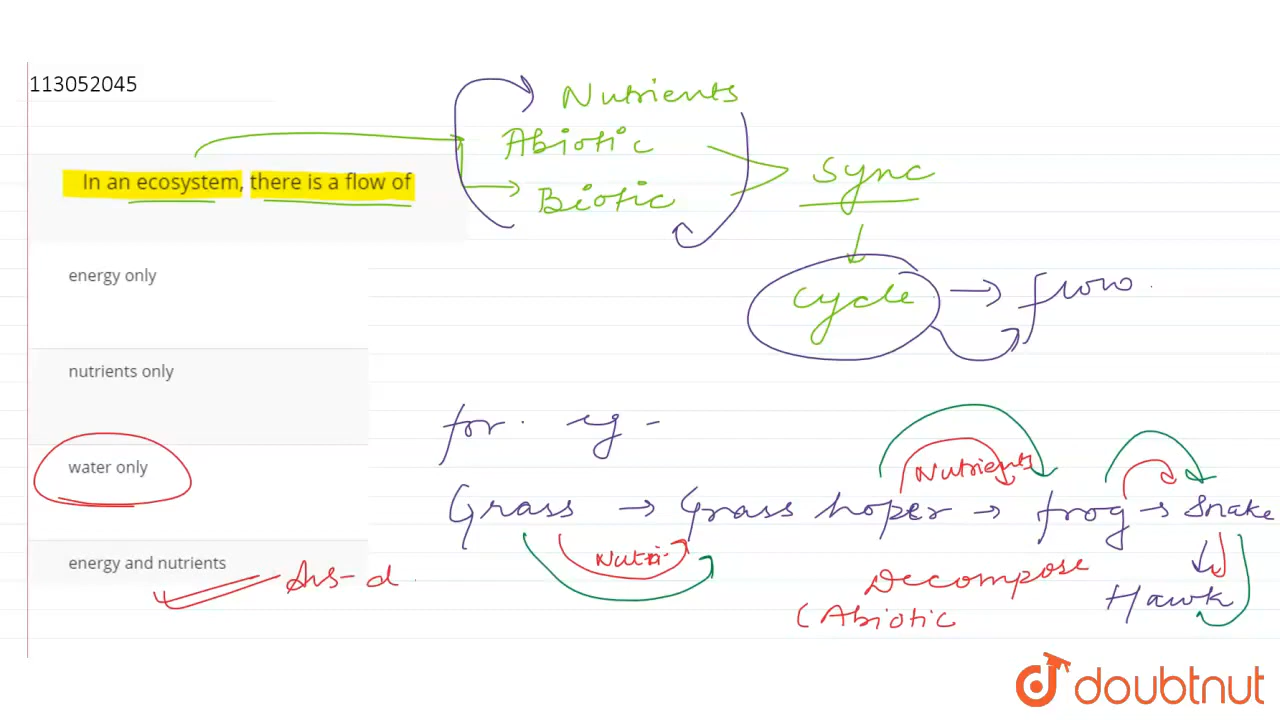 113052045
In an ecosystem, there is a flow of
energy only
nutrients only
water only
energy and nutrients
Ans-d
Nutrients
Abiotic
Biotic
Sync
cycle → flow
for. eg -
Grass → Grass hoper → frog → Snake
Nutrients
Nutri-
Decompose
(Abiotic
Hawk
doubtnut